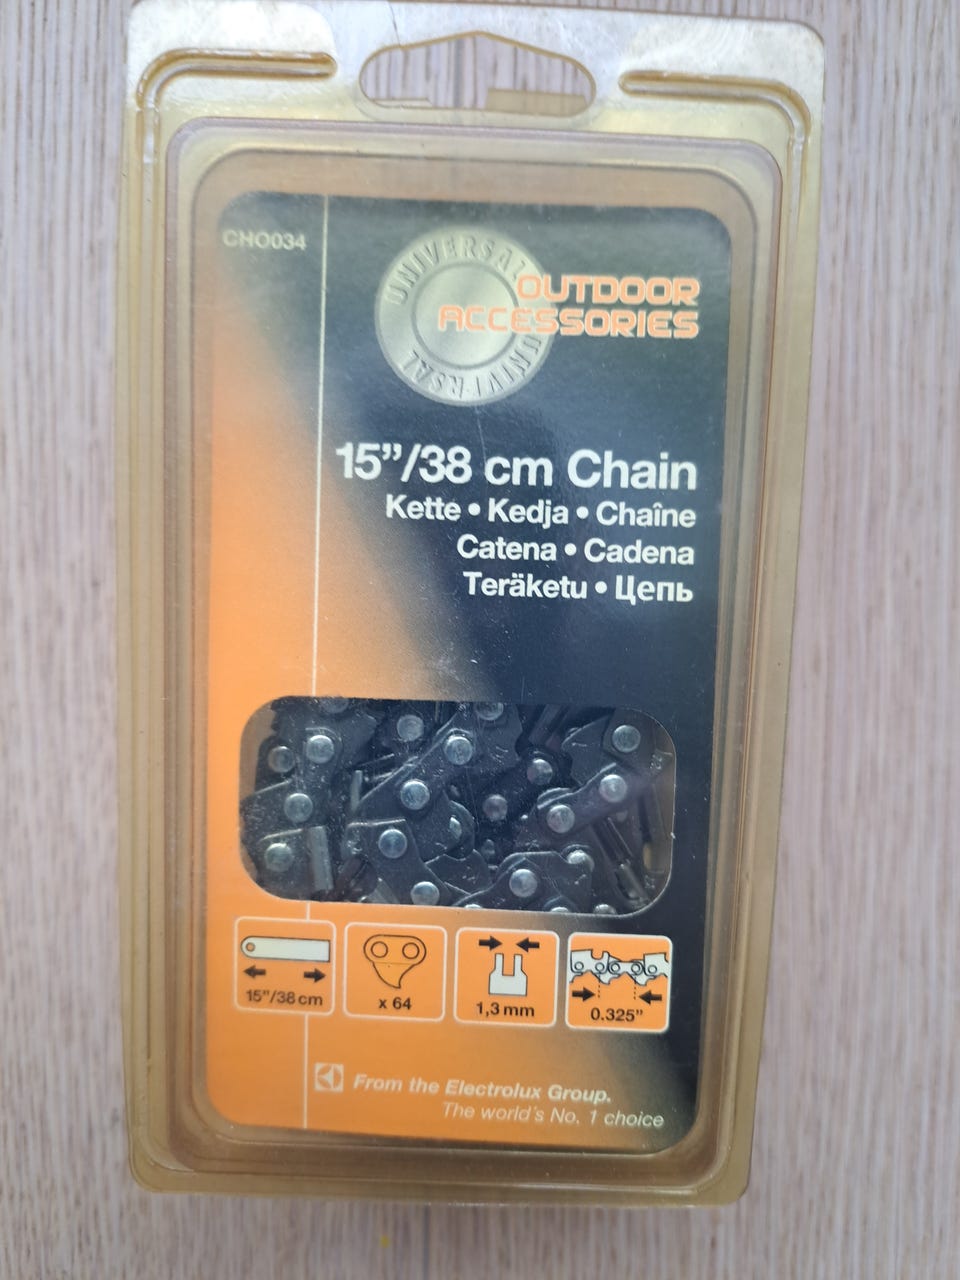 CHO034
UNIVERSAL
UNIVERSAL
OUTDOOR
ACCESSORIES
15”/38 cm Chain
Kette • Kedja • Chaîne
Catena • Cadena
Teräketu • Цепь
15”/38 cm
x 64
1,3 mm
0.325”
From the Electrolux Group.
The world's No. 1 choice